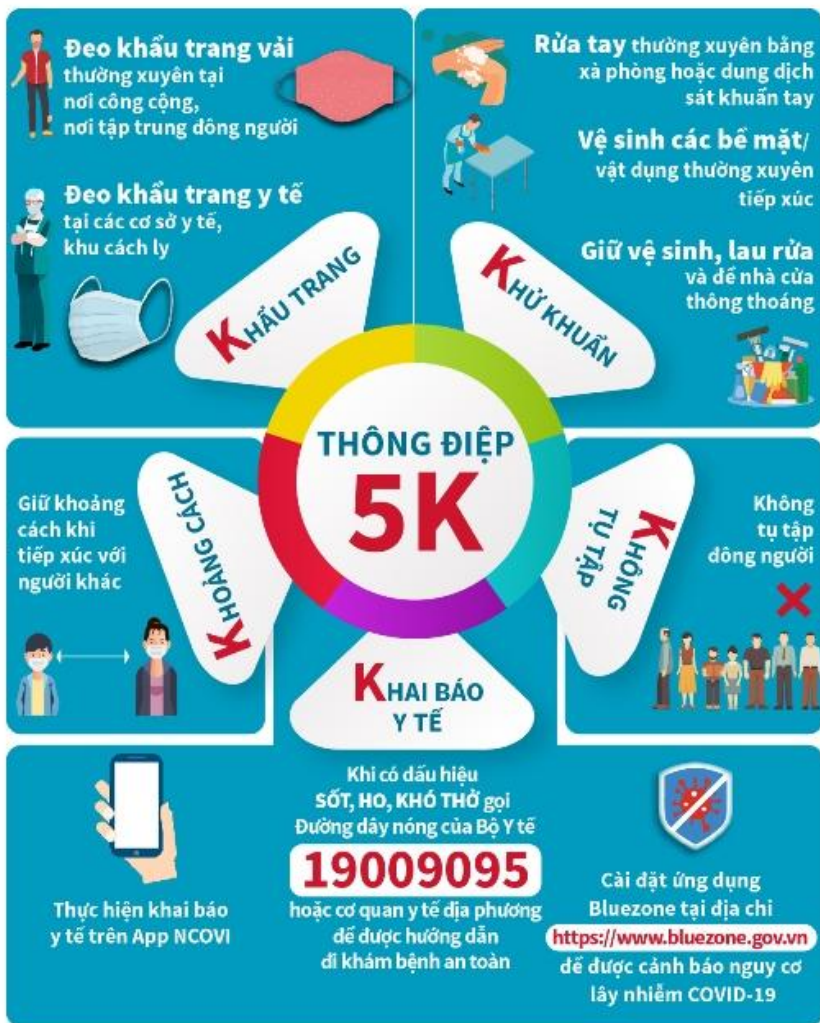 Đeo khẩu trang vải
thường xuyên tại
nơi công cộng,
nơi tập trung đông người
Đeo khẩu trang y tế
tại các cơ sở y tế,
khu cách ly
KHẨU TRANG
Rửa tay thường xuyên bằng
xà phòng hoặc dung dịch
sát khuẩn tay
Vệ sinh các bề mặt/
vật dụng thường xuyên
tiếp xúc
Giữ vệ sinh, lau rửa
và để nhà cửa
thông thoáng
KHỬ KHUẨN
THÔNG ĐIỆP
5K
Giữ khoảng
cách khi
tiếp xúc với
người khác
KHOẢNG CÁCH
KHÔNG
TỤ TẬP
Không
tụ tập
đông người
KHAI BÁO
Y TẾ
Thực hiện khai báo
y tế trên App NCOVI
Khi có dấu hiệu
SỐT, HO, KHÓ THỞ gọi
Đường dây nóng của Bộ Y tế
19009095
hoặc cơ quan y tế địa phương
để được hướng dẫn
đi khám bệnh an toàn
Cài đặt ứng dụng
Bluezone tại địa chỉ
https://www.bluezone.gov.vn
để được cảnh báo nguy cơ
lây nhiễm COVID-19